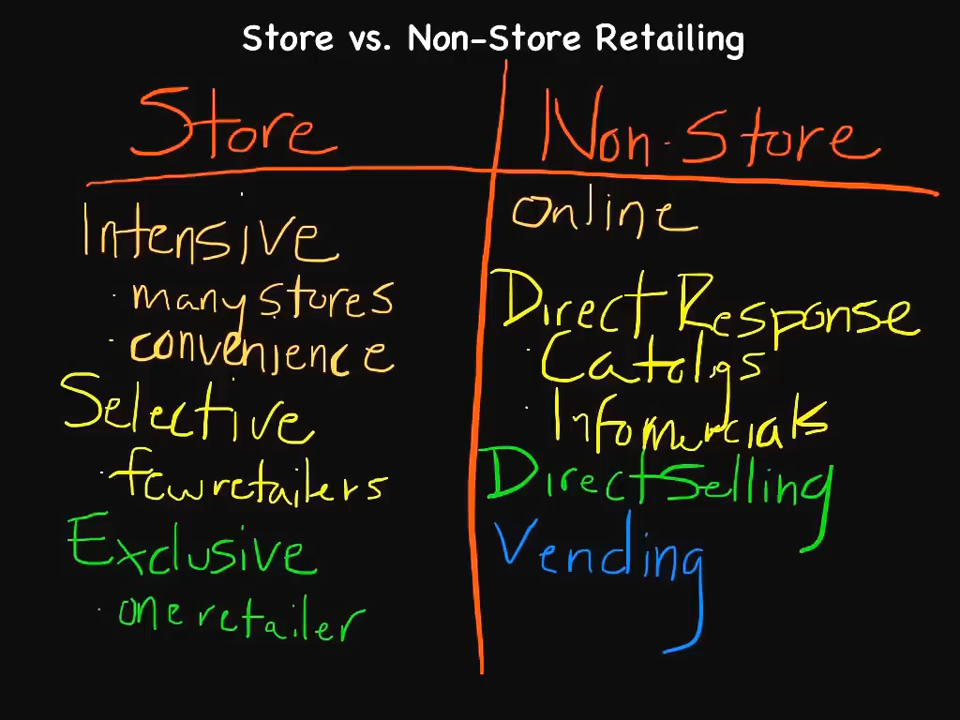 Store vs. Non-Store Retailing
Store
Intensive
· many stores
· convenience
Selective
· few retailers
Exclusive
· one retailer
Non-Store
Online
Direct Response
· Catolgs
· Infomercials
Direct Selling
Vending